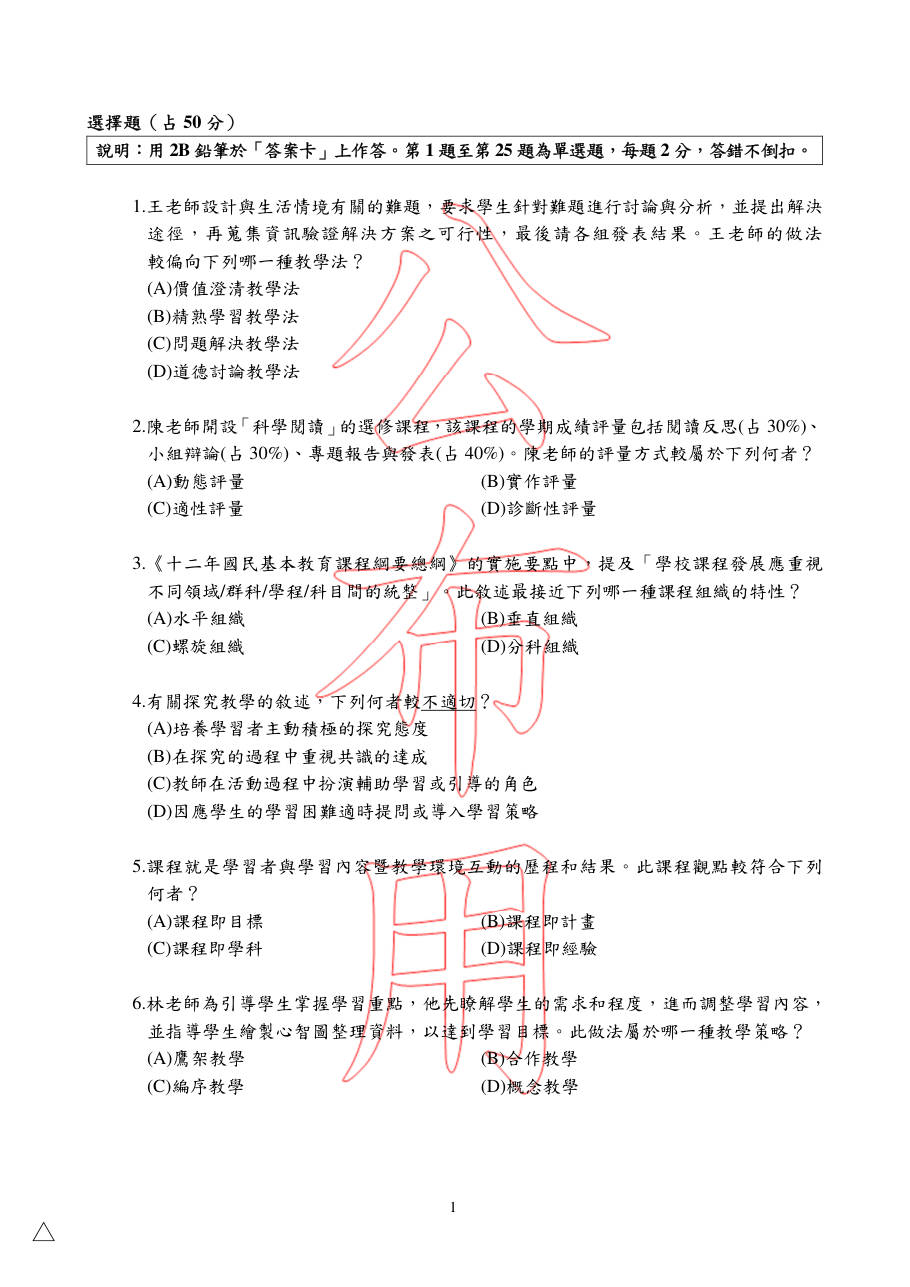 選擇題（占 50 分）
說明：用 2B 鉛筆於「答案卡」上作答。第 1 題至第 25 題為單選題，每題 2 分，答錯不倒扣。
1.王老師設計與生活情境有關的難題，要求學生針對難題進行討論與分析，並提出解決
途徑，再蒐集資訊驗證解決方案之可行性，最後請各組發表結果。王老師的做法
較偏向下列哪一種教學法？
(A)價值澄清教學法
(B)精熟學習教學法
(C)問題解決教學法
(D)道德討論教學法
2.陳老師開設「科學閱讀」的選修課程，該課程的學期成績評量包括閱讀反思(占 30%)、
小組辯論(占 30%)、專題報告與發表(占 40%)。陳老師的評量方式較屬於下列何者？
(A)動態評量 (B)實作評量
(C)適性評量 (D)診斷性評量
3.《十二年國民基本教育課程綱要總綱》的實施要點中，提及「學校課程發展應重視
不同領域/群科/學程/科目間的統整」。此敘述最接近下列哪一種課程組織的特性？
(A)水平組織 (B)垂直組織
(C)螺旋組織 (D)分科組織
4.有關探究教學的敘述，下列何者較不適切？
(A)培養學習者主動積極的探究態度
(B)在探究的過程中重視共識的達成
(C)教師在活動過程中扮演輔助學習或引導的角色
(D)因應學生的學習困難適時提問或導入學習策略
5.課程就是學習者與學習內容暨教學環境互動的歷程和結果。此課程觀點較符合下列
何者？
(A)課程即目標 (B)課程即計畫
(C)課程即學科 (D)課程即經驗
6.林老師為引導學生掌握學習重點，他先瞭解學生的需求和程度，進而調整學習內容，
並指導學生繪製心智圖整理資料，以達到學習目標。此做法屬於哪一種教學策略？
(A)鷹架教學 (B)合作教學
(C)編序教學 (D)概念教學
公布用
1